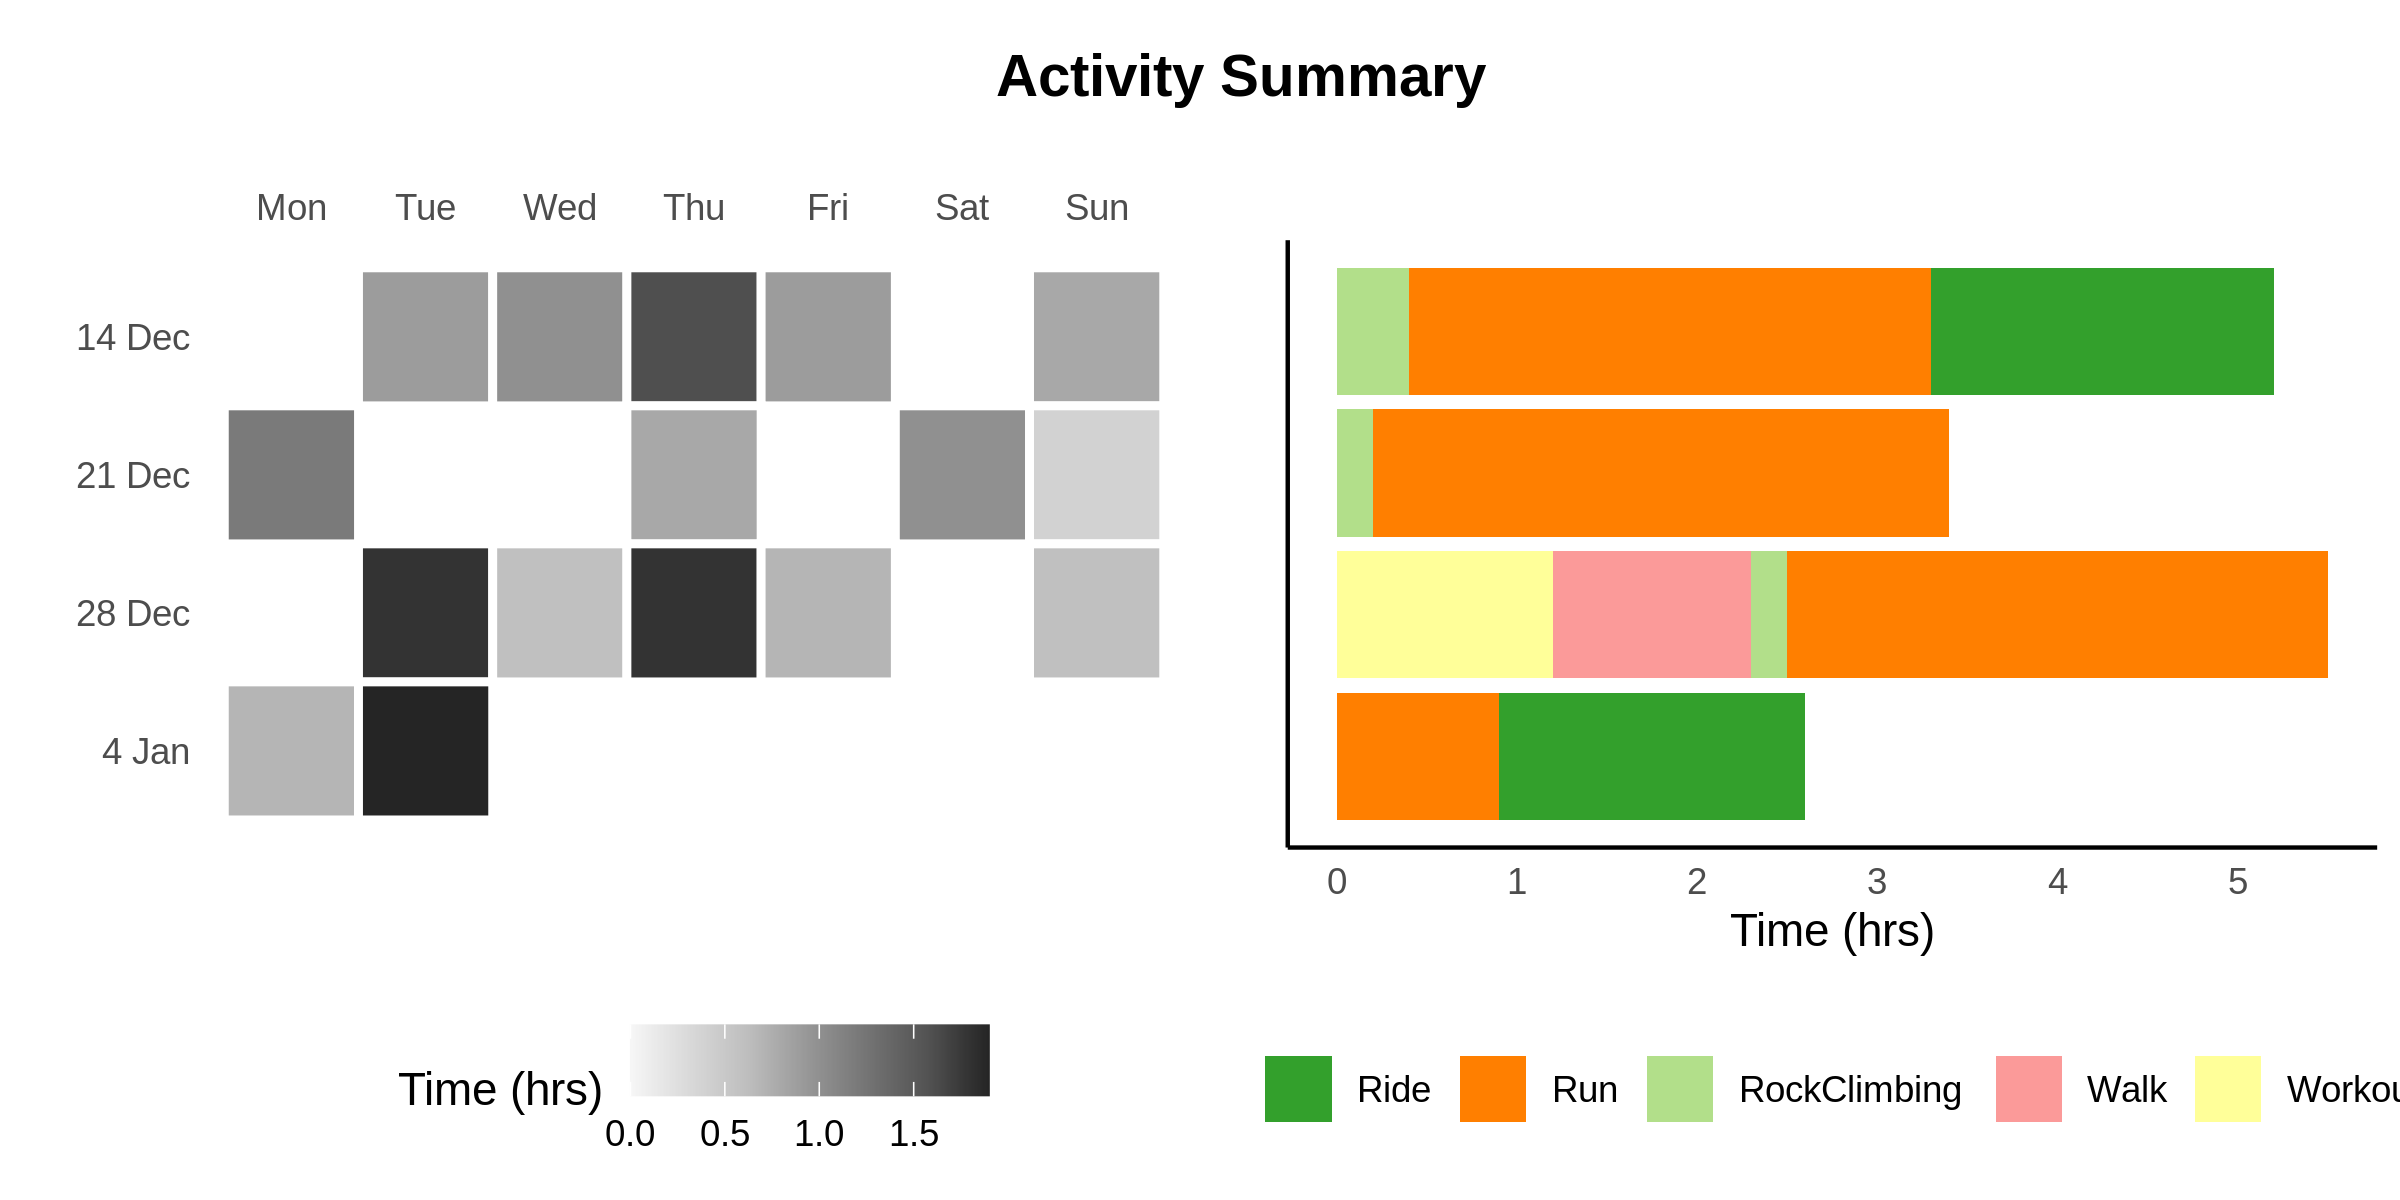 Activity Summary
Mon Tue Wed Thu Fri Sat Sun
14 Dec
21 Dec
28 Dec
4 Jan
0 1 2 3 4 5
Time (hrs)
Time (hrs)
0.0 0.5 1.0 1.5
Ride Run RockClimbing Walk Workou